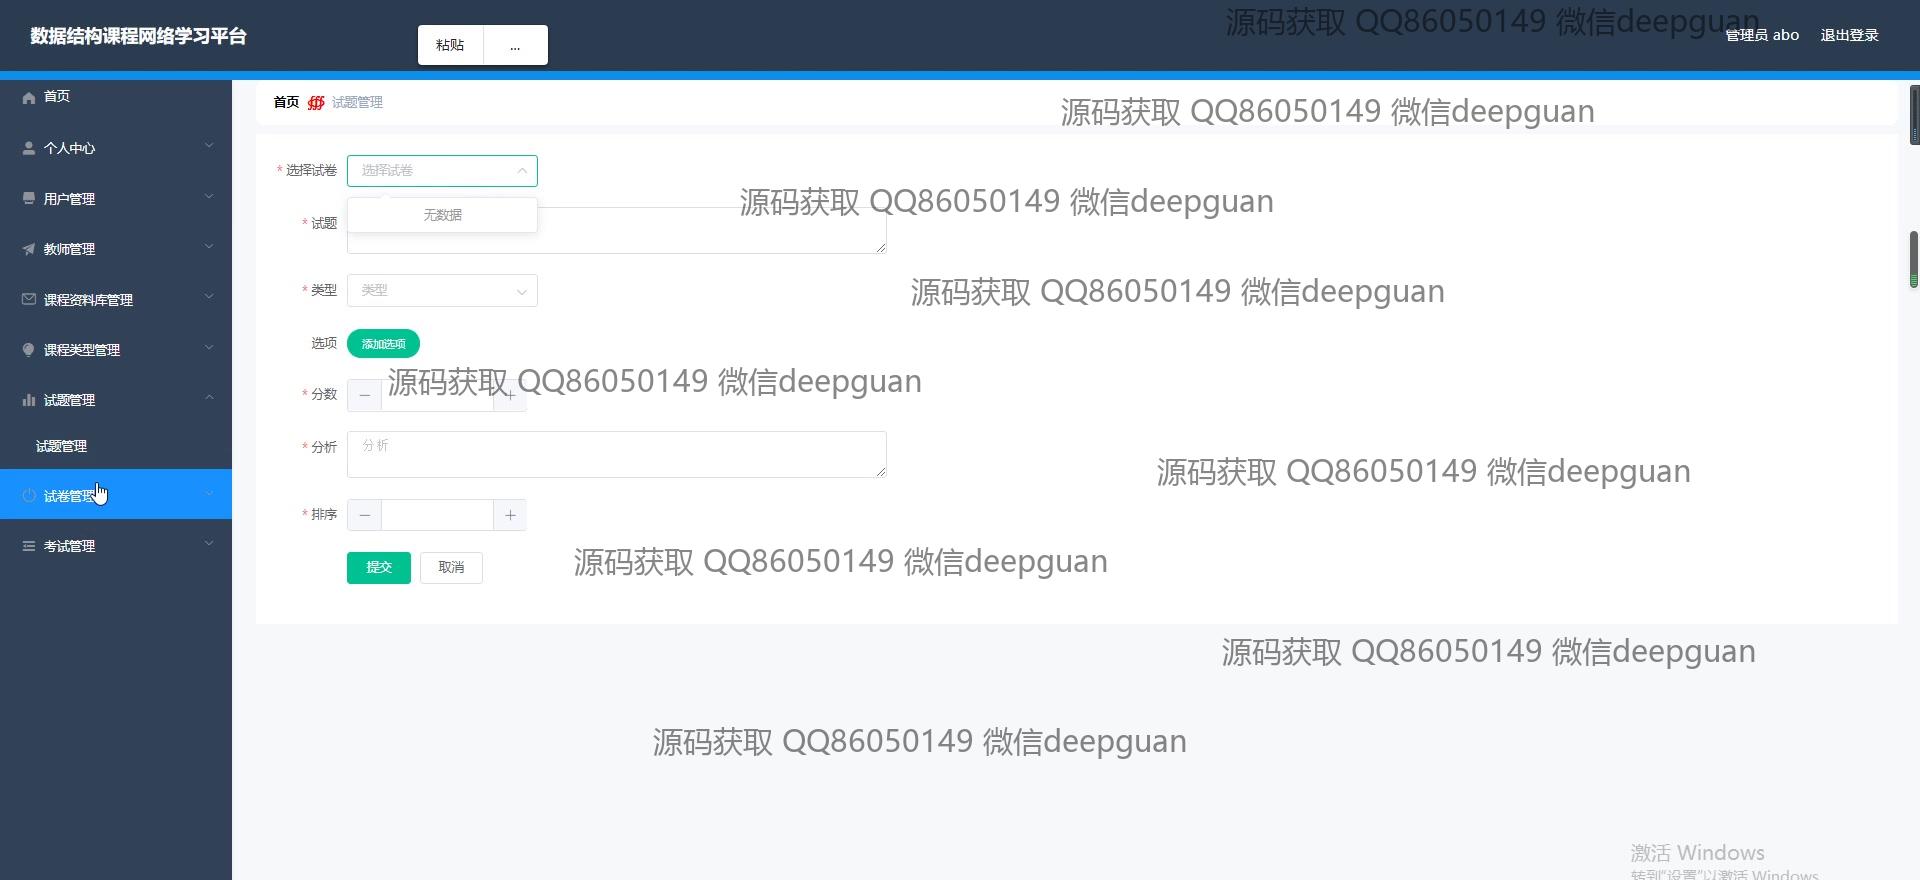 数据结构课程网络学习平台
粘贴
...
源码获取 QQ86050149 微信deepguan
管理员 abo
退出登录
首页
个人中心
用户管理
教师管理
课程资料库管理
课程类型管理
试题管理
试题管理
试卷管理
考试管理
首页
试题管理
源码获取 QQ86050149 微信deepguan
* 选择试卷
选择试卷
无数据
源码获取 QQ86050149 微信deepguan
* 试题
* 类型
类型
源码获取 QQ86050149 微信deepguan
选项
添加选项
* 分数
源码获取 QQ86050149 微信deepguan
* 分析
分析
源码获取 QQ86050149 微信deepguan
* 排序
提交
取消
源码获取 QQ86050149 微信deepguan
源码获取 QQ86050149 微信deepguan
源码获取 QQ86050149 微信deepguan
激活 Windows
转到"设置"以激活 Windows